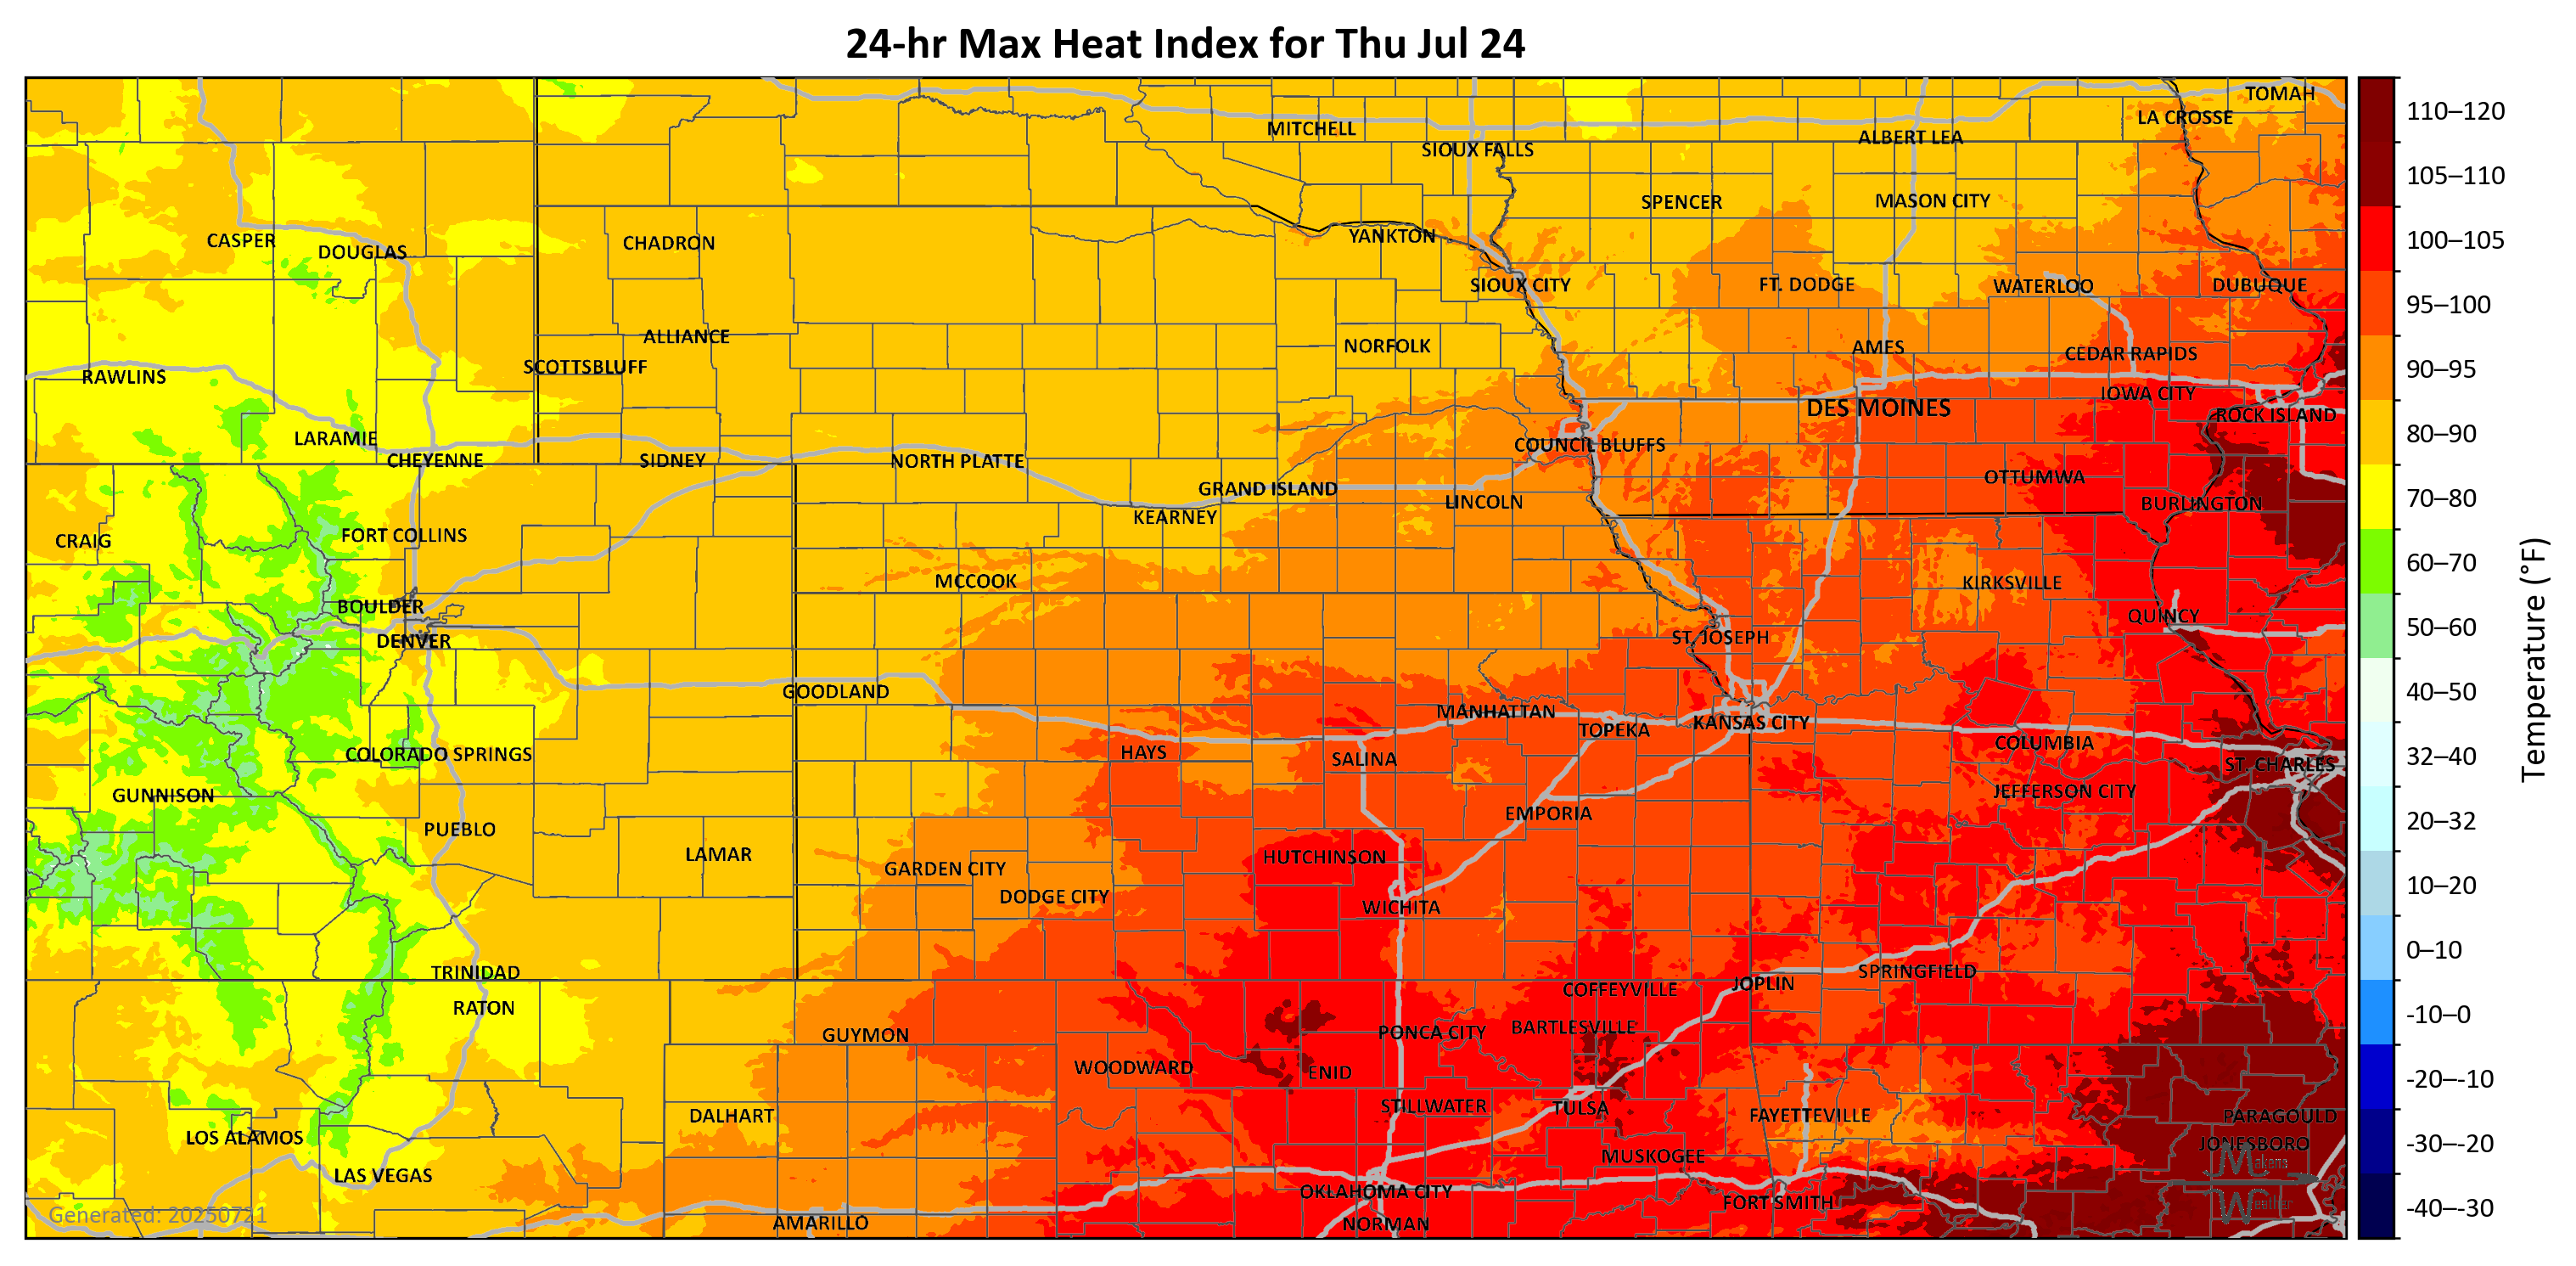 24-hr Max Heat Index for Thu Jul 24
TOMAH
LA CROSSE
MITCHELL
ALBERT LEA
SIOUX FALLS
SPENCER
MASON CITY
YANKTON
CASPER
CHADRON
DOUGLAS
SIOUX CITY
FT. DODGE
WATERLOO
DUBUQUE
ALLIANCE
NORFOLK
AMES
CEDAR RAPIDS
SCOTTSBLUFF
RAWLINS
IOWA CITY
DES MOINES
ROCK ISLAND
LARAMIE
COUNCIL BLUFFS
CHEYENNE
SIDNEY
NORTH PLATTE
OTTUMWA
GRAND ISLAND
LINCOLN
BURLINGTON
KEARNEY
FORT COLLINS
CRAIG
MCCOOK
KIRKSVILLE
BOULDER
QUINCY
DENVER
ST. JOSEPH
GOODLAND
MANHATTAN
KANSAS CITY
TOPEKA
COLUMBIA
HAYS
COLORADO SPRINGS
SALINA
ST. CHARLES
JEFFERSON CITY
GUNNISON
EMPORIA
PUEBLO
LAMAR
HUTCHINSON
GARDEN CITY
DODGE CITY
WICHITA
TRINIDAD
SPRINGFIELD
JOPLIN
COFFEYVILLE
RATON
BARTLESVILLE
PONCA CITY
GUYMON
WOODWARD
ENID
STILLWATER
TULSA
DALHART
FAYETTEVILLE
PARAGOULD
LOS ALAMOS
JONESBORO
MUSKOGEE
Makens
LAS VEGAS
OKLAHOMA CITY
FORT SMITH
Weather
Generated: 20250721
AMARILLO
NORMAN
110–120
105–110
100–105
95–100
90–95
80–90
70–80
60–70
50–60
40–50
32–40
20–32
10–20
0–10
-10–0
-20–-10
-30–-20
-40–-30
Temperature (°F)